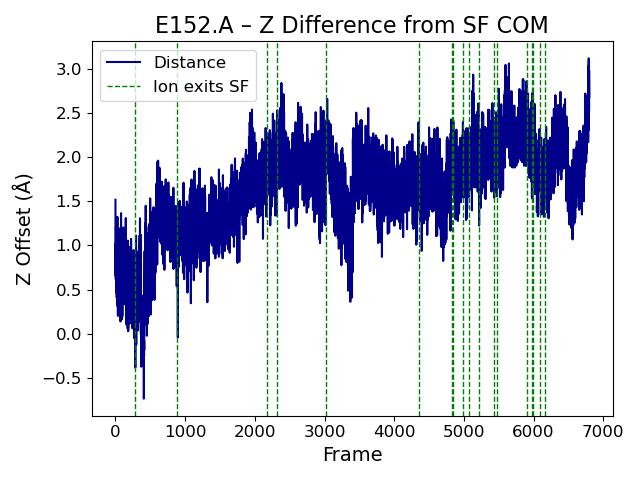 E152.A – Z Difference from SF COM
Distance
Ion exits SF
Z Offset (Å)
3.0
2.5
2.0
1.5
1.0
0.5
0.0
−0.5
0 1000 2000 3000 4000 5000 6000 7000
Frame